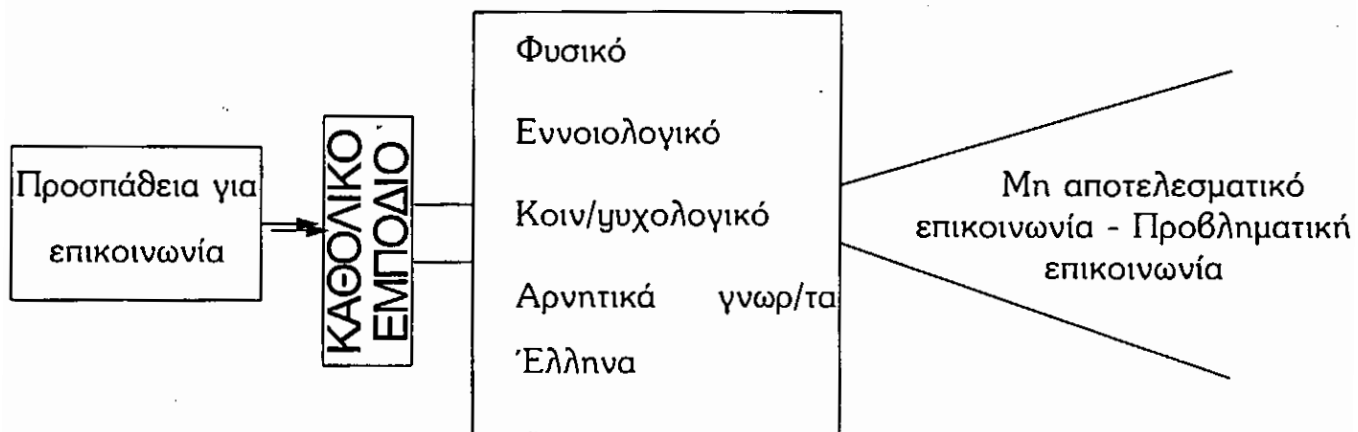 Προσπάθεια για
επικοινωνία
ΚΑΘΟΛΙΚΟ
ΕΜΠΟΔΙΟ
Φυσικό
Εννοιολογικό
Κοιν/ψυχολογικό
Αρνητικά γνωρ/τα
Έλληνα
Μη αποτελεσματικό
επικοινωνία - Προβληματική
επικοινωνία